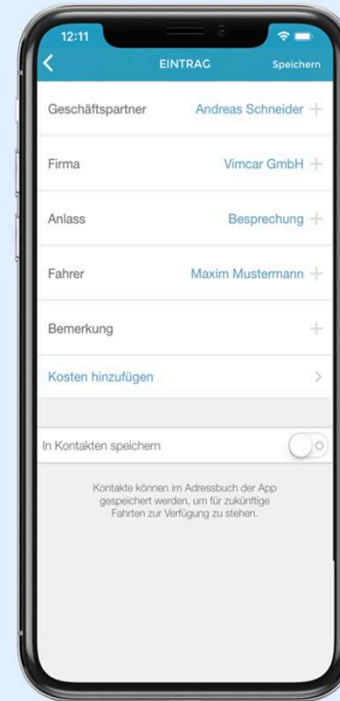 12:11
EINTRAG Speichern
Geschäftspartner Andreas Schneider
Firma Vimcar GmbH
Anlass Besprechung
Fahrer Maxim Mustermann
Bemerkung
Kosten hinzufügen
In Kontakten speichern
Kontakte können im Adressbuch der App
gespeichert werden, um für zukünftige
Fahrten zur Verfügung zu stehen.